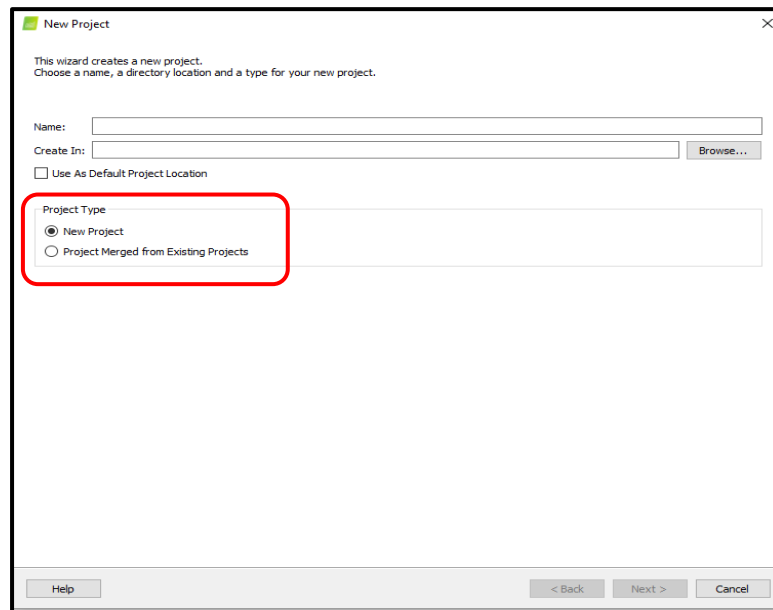 New Project
This wizard creates a new project.
Choose a name, a directory location and a type for your new project.
Name:
Create In:
Browse...
Use As Default Project Location
Project Type
New Project
Project Merged from Existing Projects
Help
< Back
Next >
Cancel